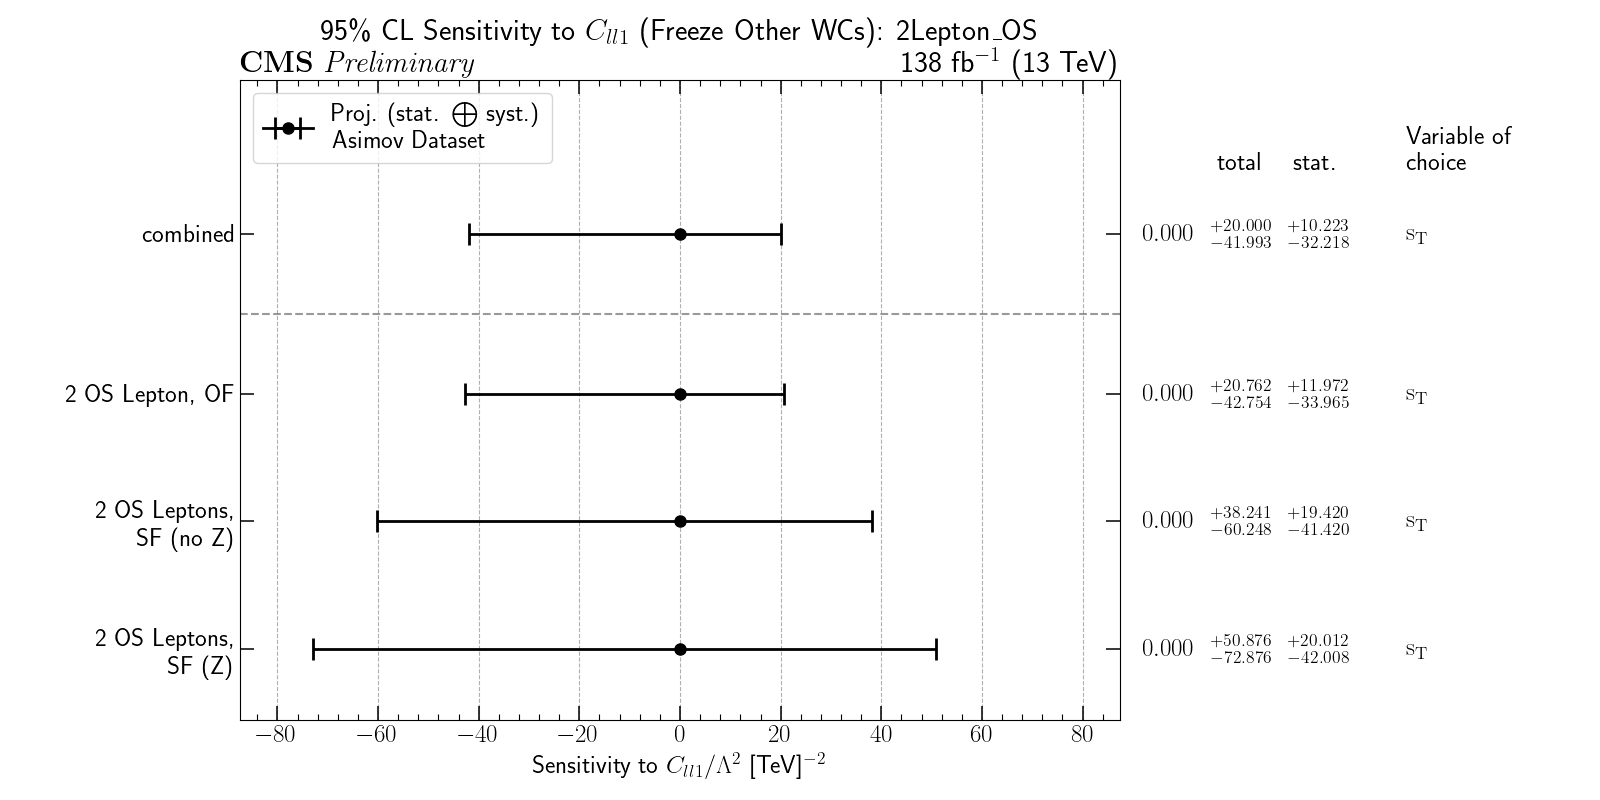 95% CL Sensitivity to C_{ll1} (Freeze Other WCs): 2Lepton_OS
CMS Preliminary 138 fb^{−1} (13 TeV)
Proj. (stat. ⨁ syst.)
Asimov Dataset
total stat. Variable of
choice
combined 0.000 +20.000 −41.993 +10.223 −32.218 s_T
2 OS Lepton, OF 0.000 +20.762 −42.754 +11.972 −33.965 s_T
2 OS Leptons,
SF (no Z) 0.000 +38.241 −60.248 +19.420 −41.420 s_T
2 OS Leptons,
SF (Z) 0.000 +50.876 −72.876 +20.012 −42.008 s_T
−80 −60 −40 −20 0 20 40 60 80
Sensitivity to C_{ll1}/Λ^2 [TeV]^{−2}